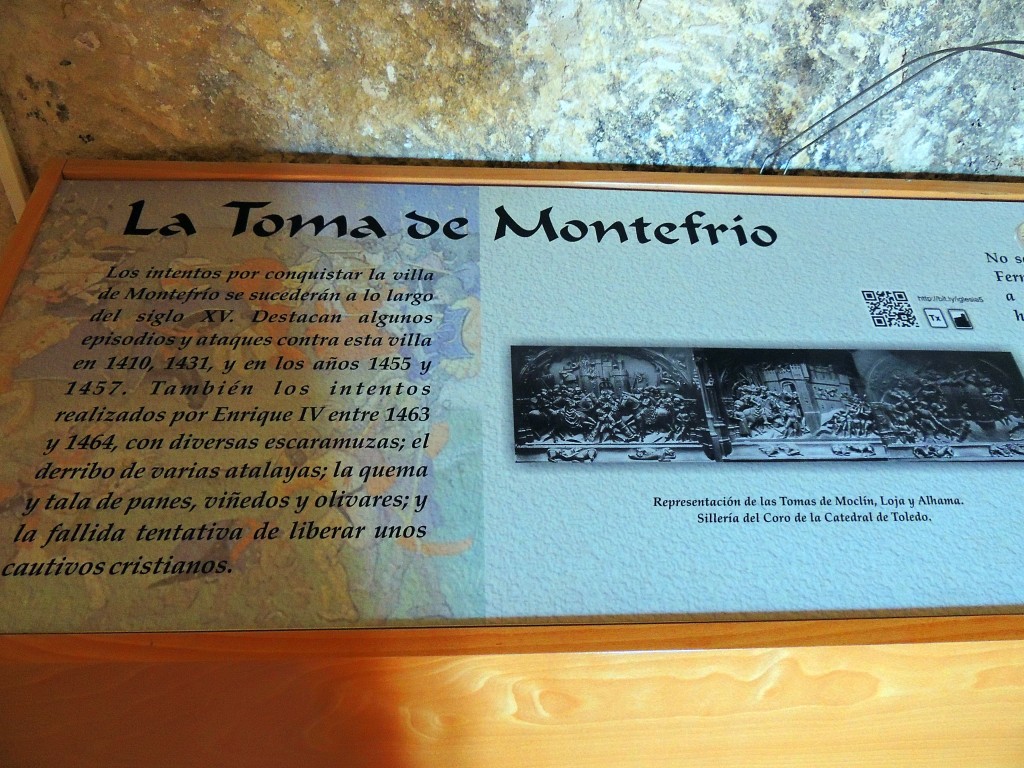 La Toma de Montefrío
Los intentos por conquistar la villa
de Montefrío se sucederán a lo largo
del siglo XV. Destacan algunos
episodios y ataques contra esta villa
en 1410, 1431, y en los años 1455 y
1457. También los intentos
realizados por Enrique IV entre 1463
y 1464, con diversas escaramuzas; el
derribo de varias atalayas; la quema
y tala de panes, viñedos y olivares; y
la fallida tentativa de liberar unos
cautivos cristianos.
Tx
Representación de las Tomas de Moclín, Loja y Alhama.
Sillería del Coro de la Catedral de Toledo.
No
a